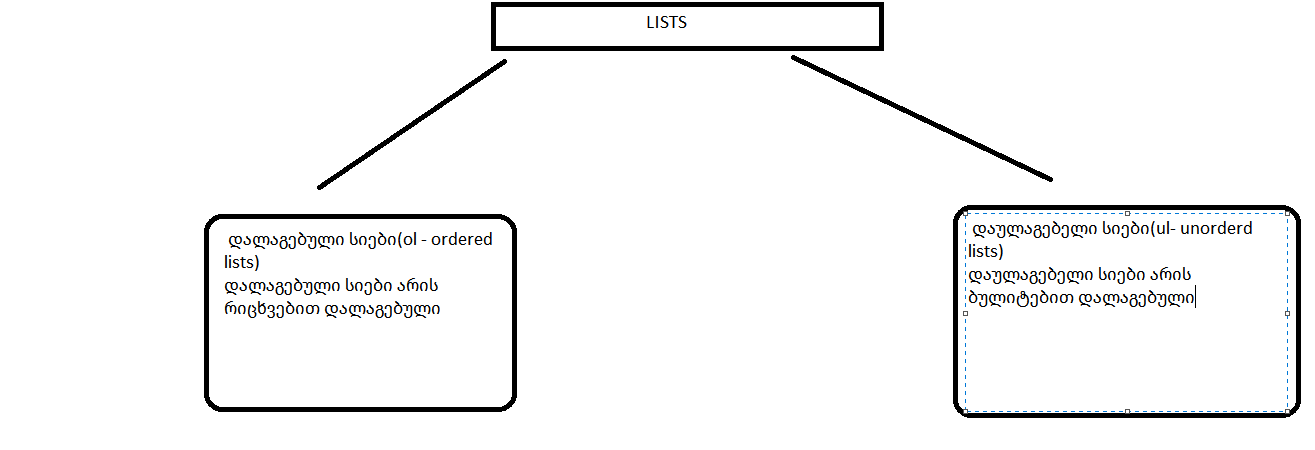 LISTS
დალაგებული სიები(ol - ordered
lists)
დალაგებული სიები არის
რიცხვებით დალაგებული
დაულაგებელი სიები(ul- unorderd
lists)
დაულაგებელი სიები არის
ბულიტებით დალაგებული